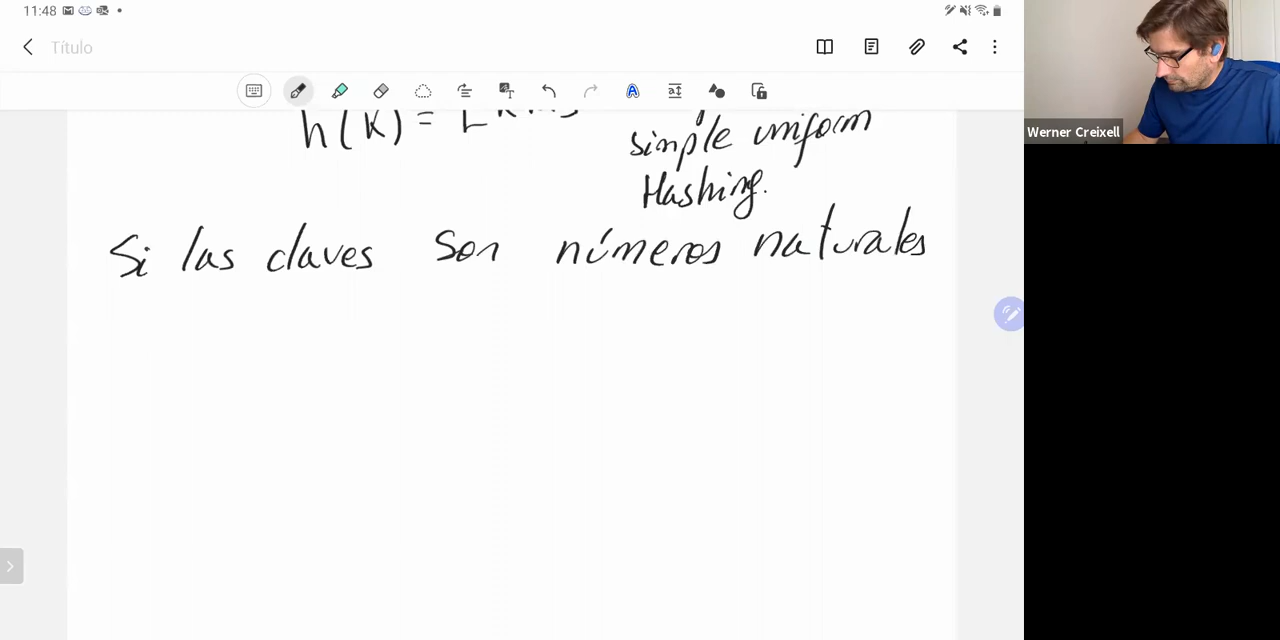 11:48
Título
h(k) =
simple uniform
Hashing.
Si las claves son números naturales
Werner Creixell